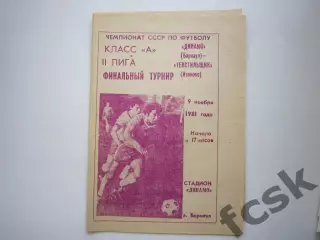 ЧЕМПИОНАТ СССР ПО ФУТБОЛУ
КЛАСС «А»
II ЛИГА
ФИНАЛЬНЫЙ ТУРНИР
«ДИНАМО»
(Барнаул)—
«ТЕКСТИЛЬЩИК»
(Иваново)
9 ноября
1981 года
Начало
в 17 часов
СТАДИОН
«ДИНАМО»
г. Барнаул
fcsk